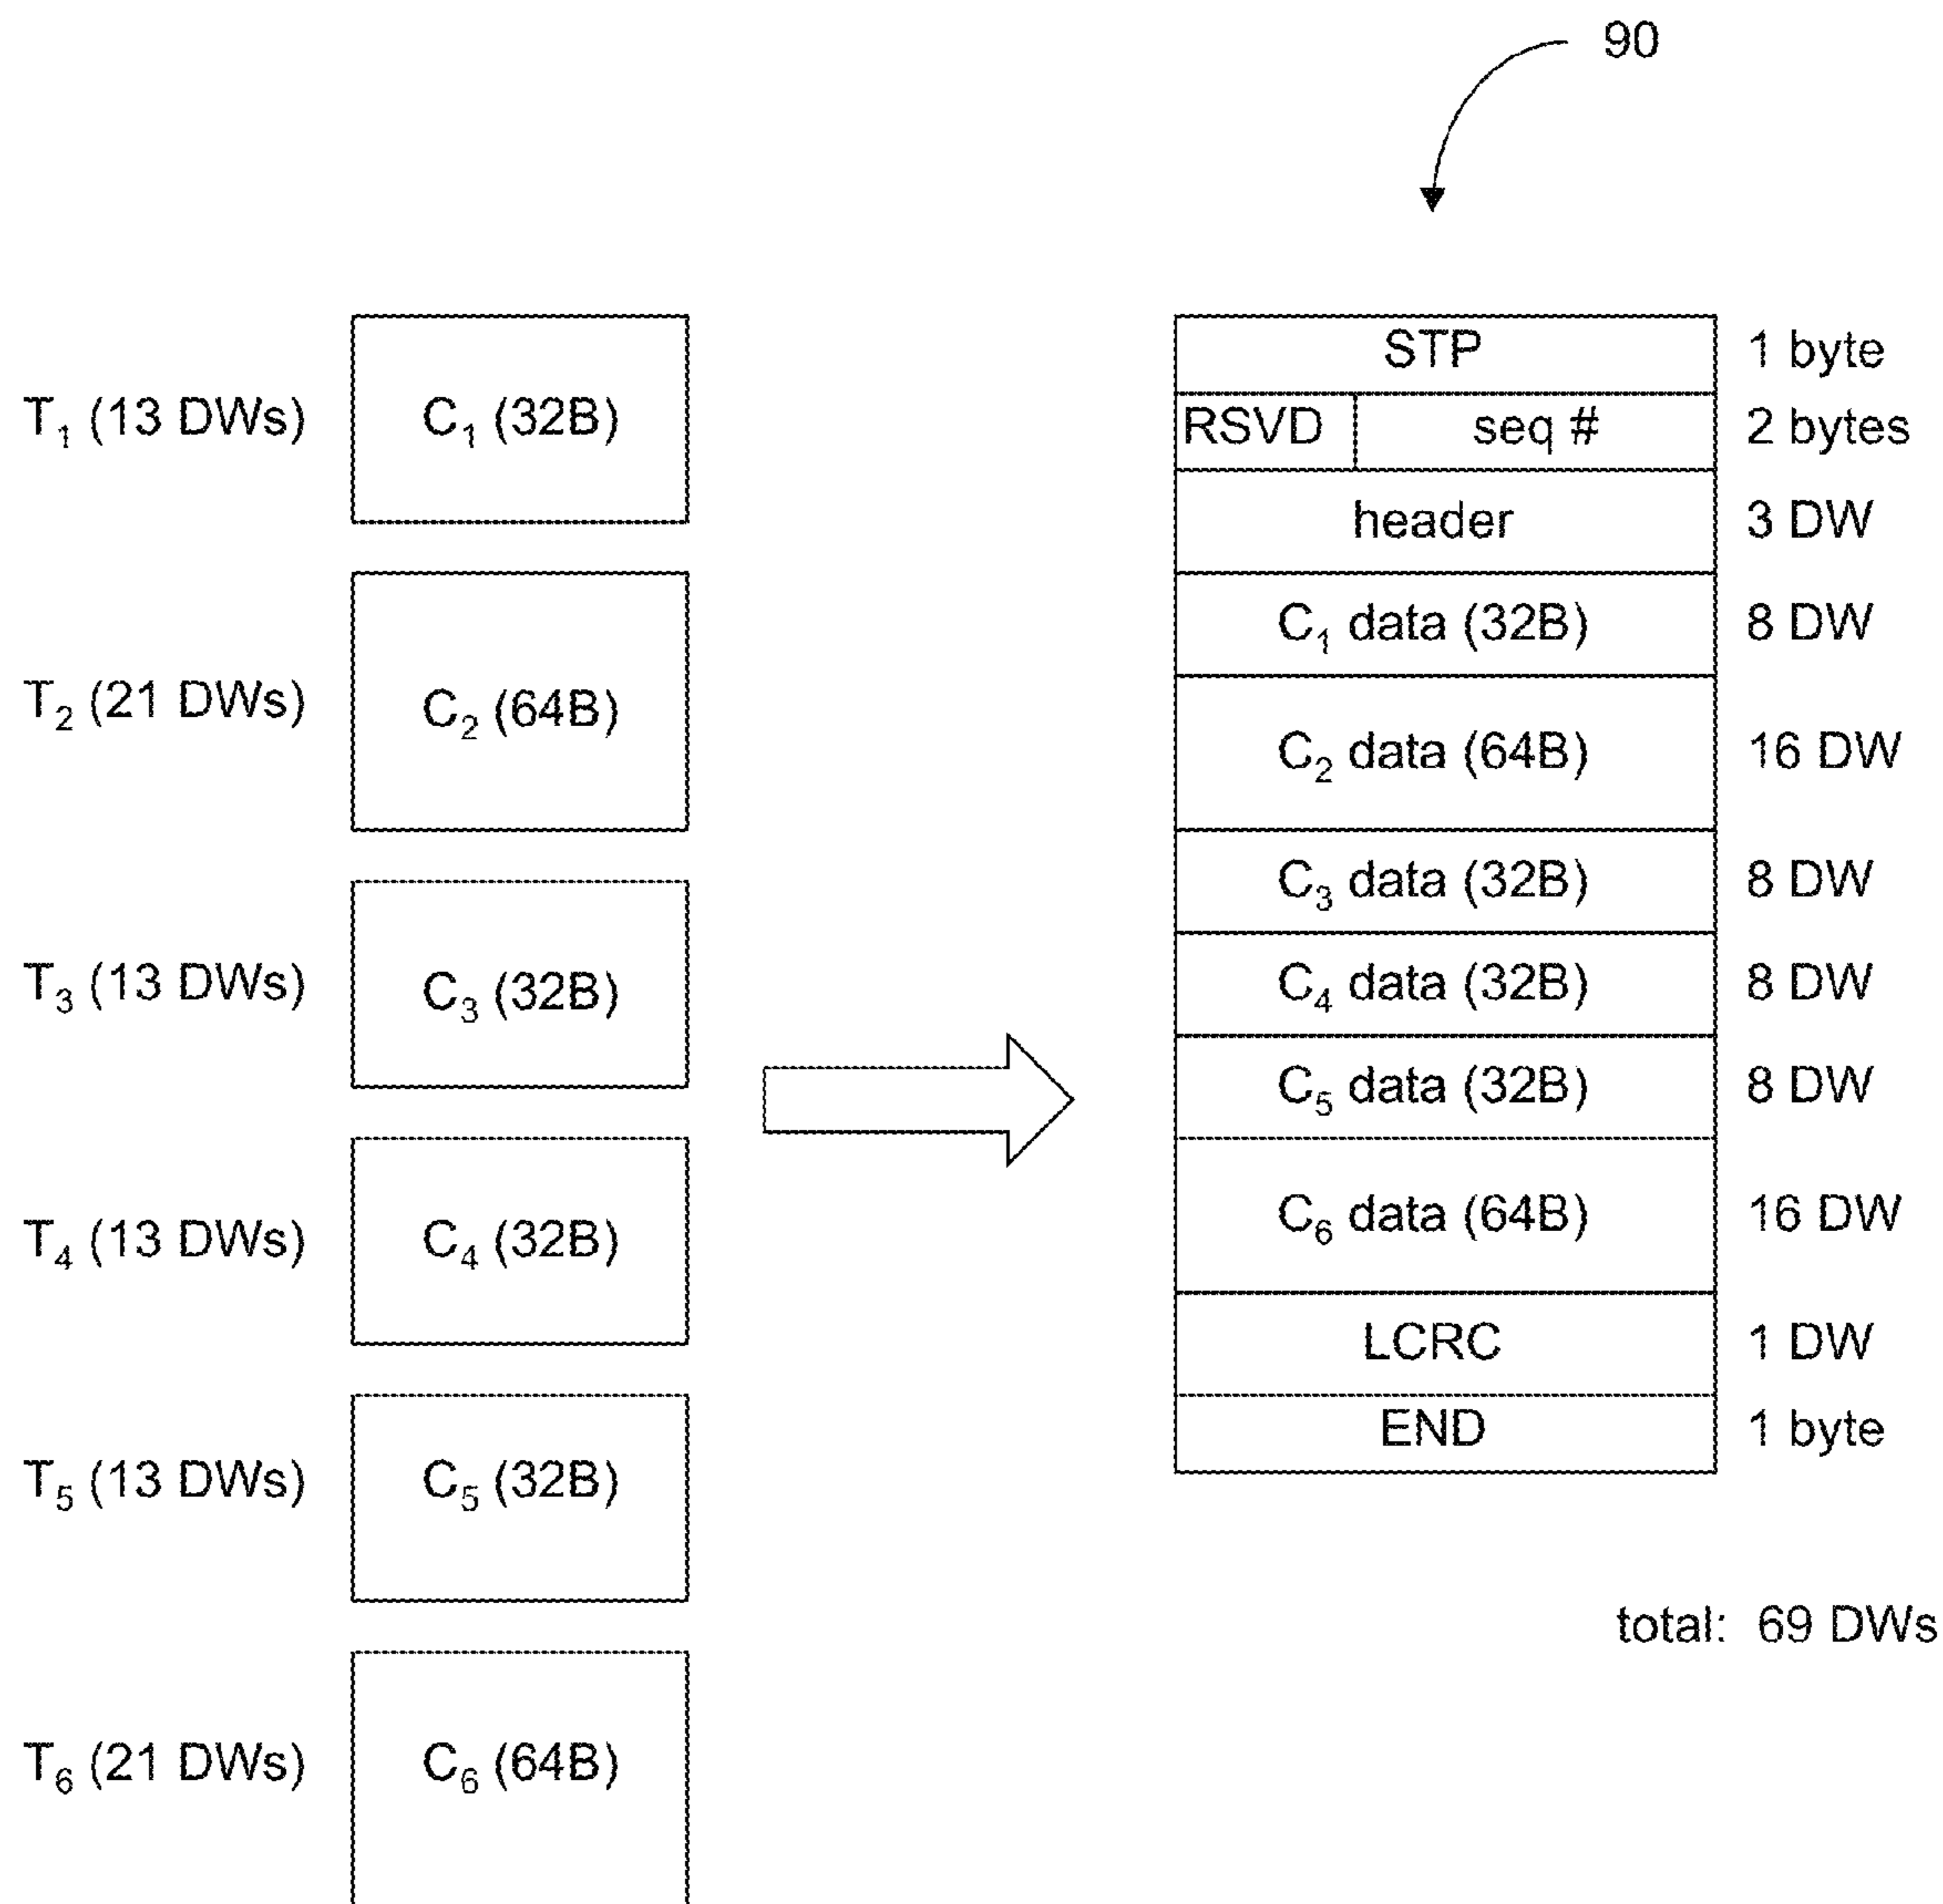 90
T₁ (13 DWs)
C₁ (32B)
T₂ (21 DWs)
C₂ (64B)
T₃ (13 DWs)
C₃ (32B)
T₄ (13 DWs)
C₄ (32B)
T₅ (13 DWs)
C₅ (32B)
T₆ (21 DWs)
C₆ (64B)
STP 1 byte
RSVD seq # 2 bytes
header 3 DW
C₁ data (32B) 8 DW
C₂ data (64B) 16 DW
C₃ data (32B) 8 DW
C₄ data (32B) 8 DW
C₅ data (32B) 8 DW
C₆ data (64B) 16 DW
LCRC 1 DW
END 1 byte
total: 69 DWs